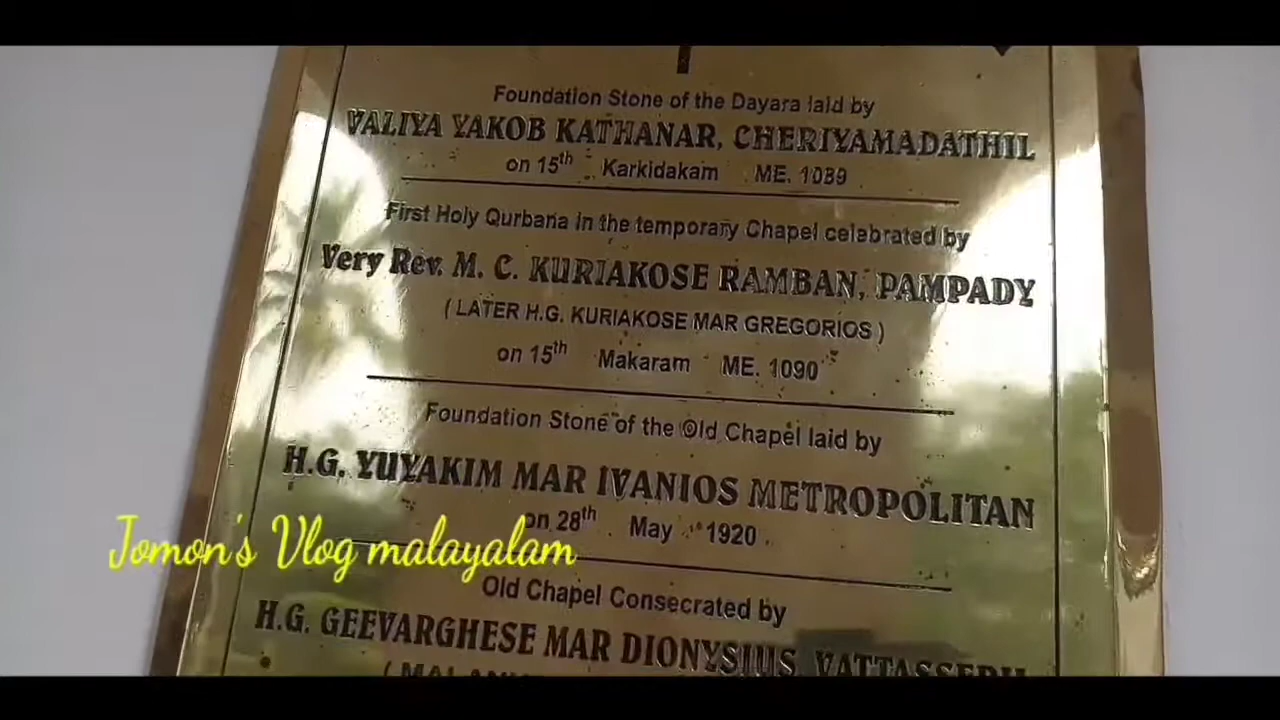 Foundation Stone of the Dayara laid by
VALIYA YAKOB KATHANAR, CHERIYAMADATHIL
on 15th Karkidakam ME. 1089
First Holy Qurbana in the temporary Chapel celebrated by
Very Rev. M. C. KURIAKOSE RAMBAN, PAMPADY
( LATER H.G. KURIAKOSE MAR GREGORIOS )
on 15th Makaram ME. 1090
Foundation Stone of the Old Chapel laid by
H.G. YUYAKIM MAR IVANIOS METROPOLITAN
on 28th May 1920
Jomon's Vlog malayalam
Old Chapel Consecrated by
H.G. GEEVARGHESE MAR DIONYSIUS, VATTASSERIL